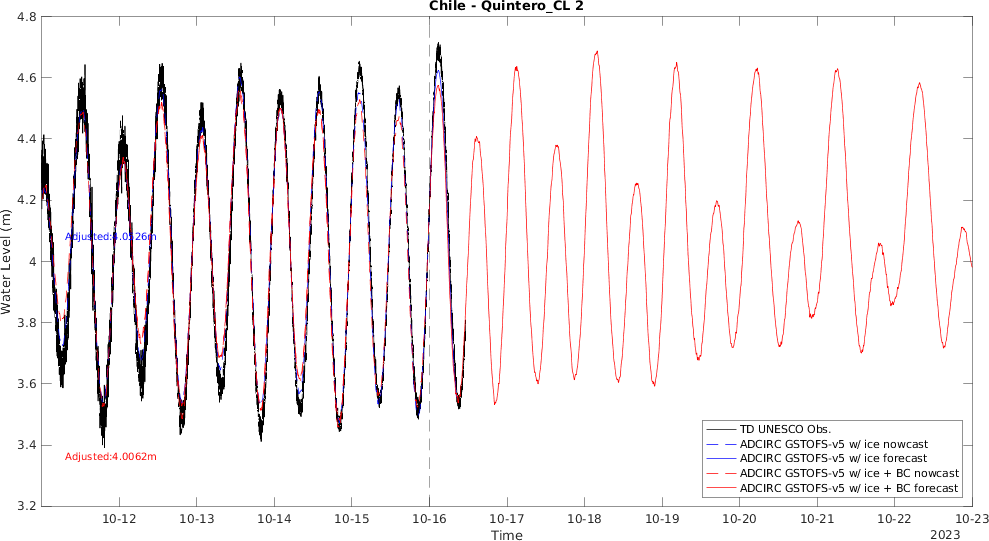 Chile - Quintero_CL 2
4.8
4.6
4.4
4.2
4
3.8
3.6
3.4
3.2
Water Level (m)
Adjusted:4.0526m
Adjusted:4.0062m
TD UNESCO Obs.
ADCIRC GSTOFS-v5 w/ ice nowcast
ADCIRC GSTOFS-v5 w/ ice forecast
ADCIRC GSTOFS-v5 w/ ice + BC nowcast
ADCIRC GSTOFS-v5 w/ ice + BC forecast
10-12 10-13 10-14 10-15 10-16 10-17 10-18 10-19 10-20 10-21 10-22 10-23
Time
2023